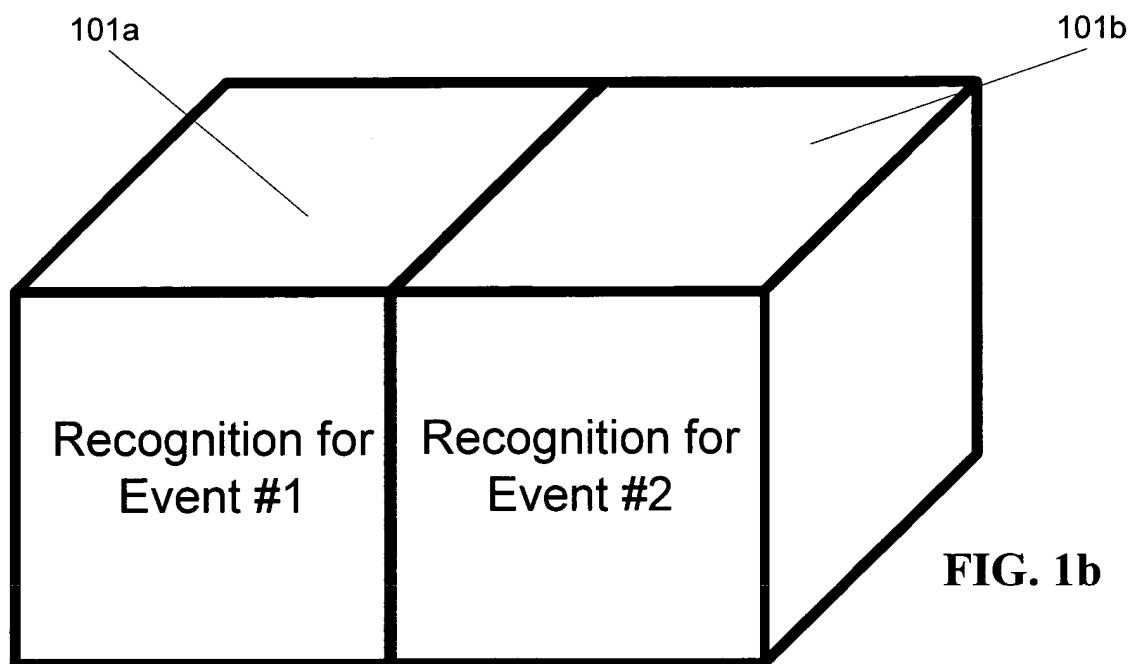 101a
101b
Recognition for
Event #1
Recognition for
Event #2
FIG. 1b